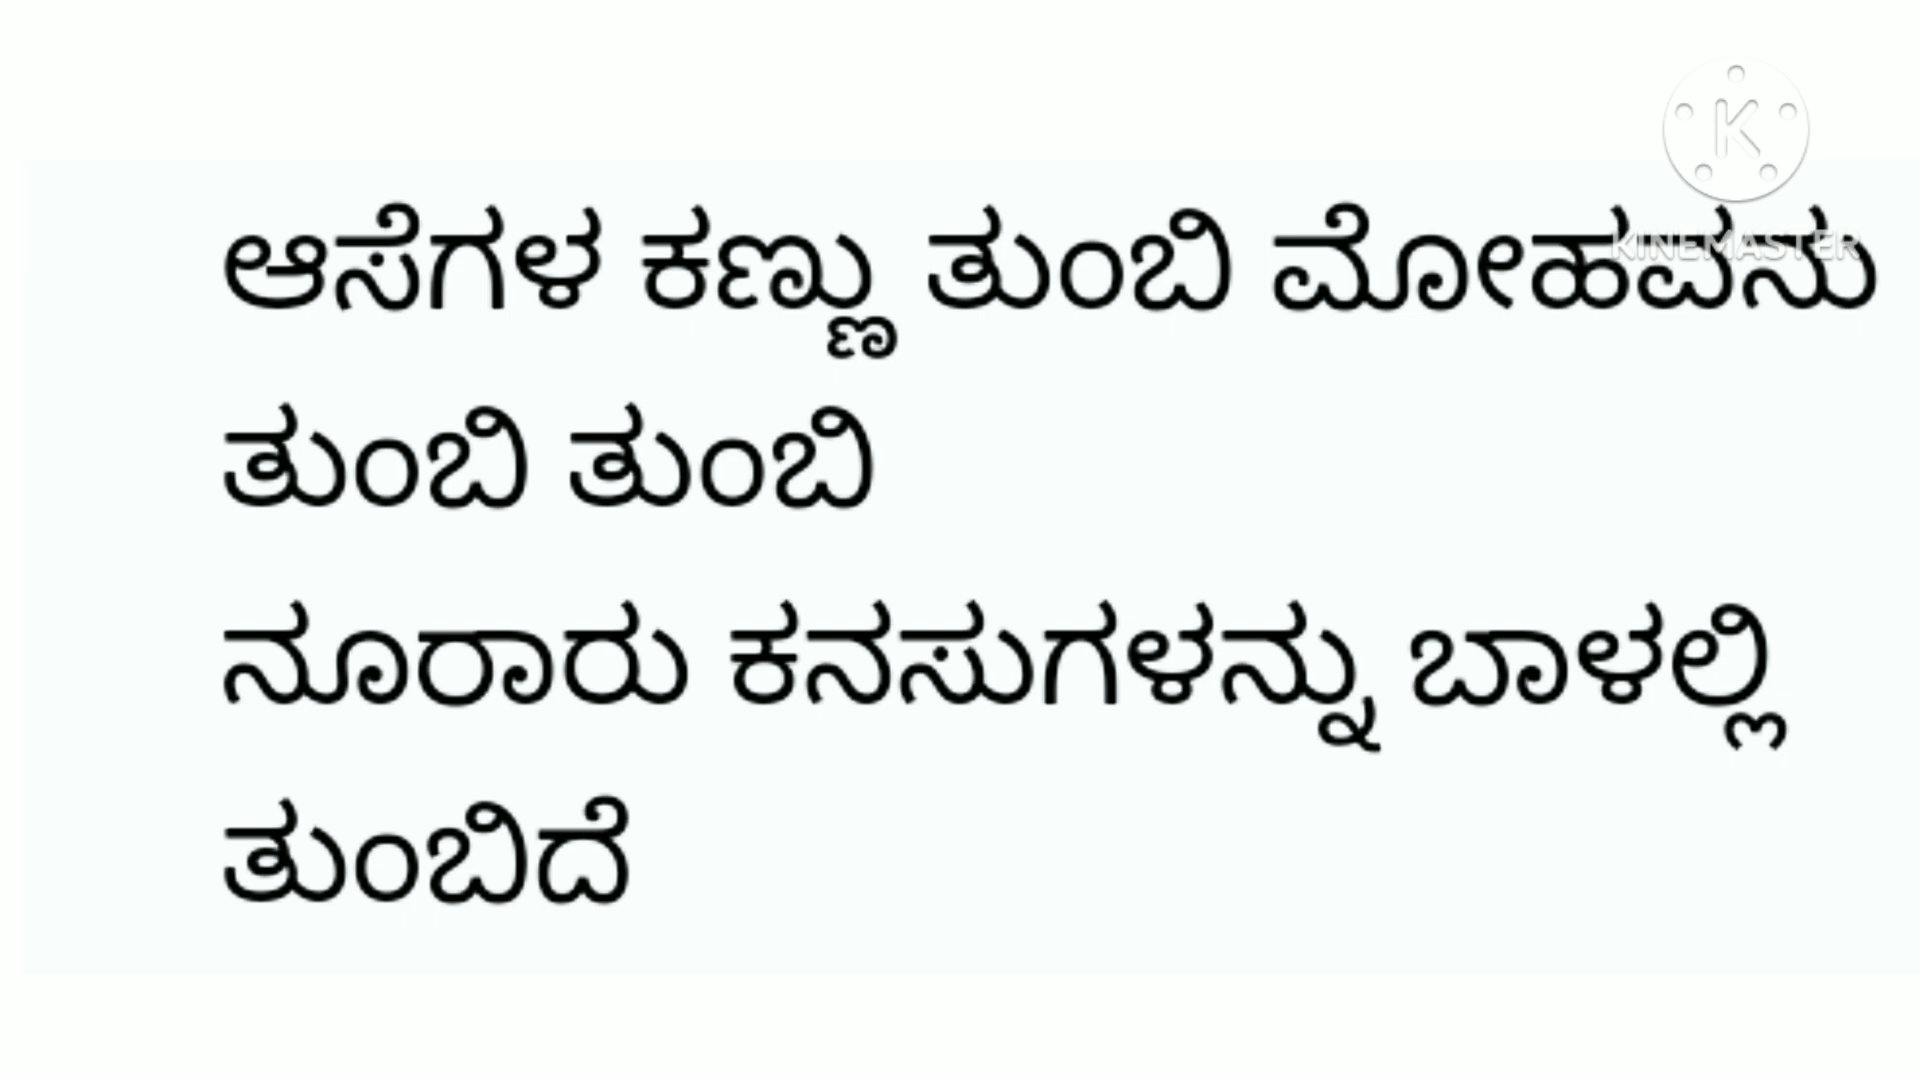 K
KINEMASTER
ಆಸೆಗಳ ಕಣ್ಣು ತುಂಬಿ ಮೋಹವನು
ತುಂಬಿ ತುಂಬಿ
ನೂರಾರು ಕನಸುಗಳನ್ನು ಬಾಳಲ್ಲಿ
ತುಂಬಿದೆ